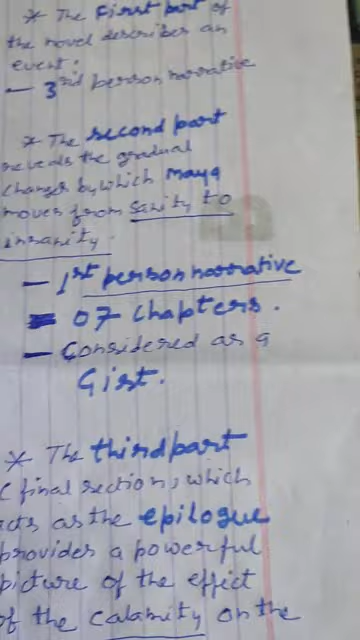 * The First part of
the novel describes an
event.
- 3rd person narrative
* The second part
reveals the gradual
changes by which Maya
moves from Sanity to
insanity.
- 1st person narrative
- 07 Chapters.
- Considered as a
Gist.
* The third part
(final section, which
acts as the epilogue
provides a powerful
picture of the effect
of the calamity on the